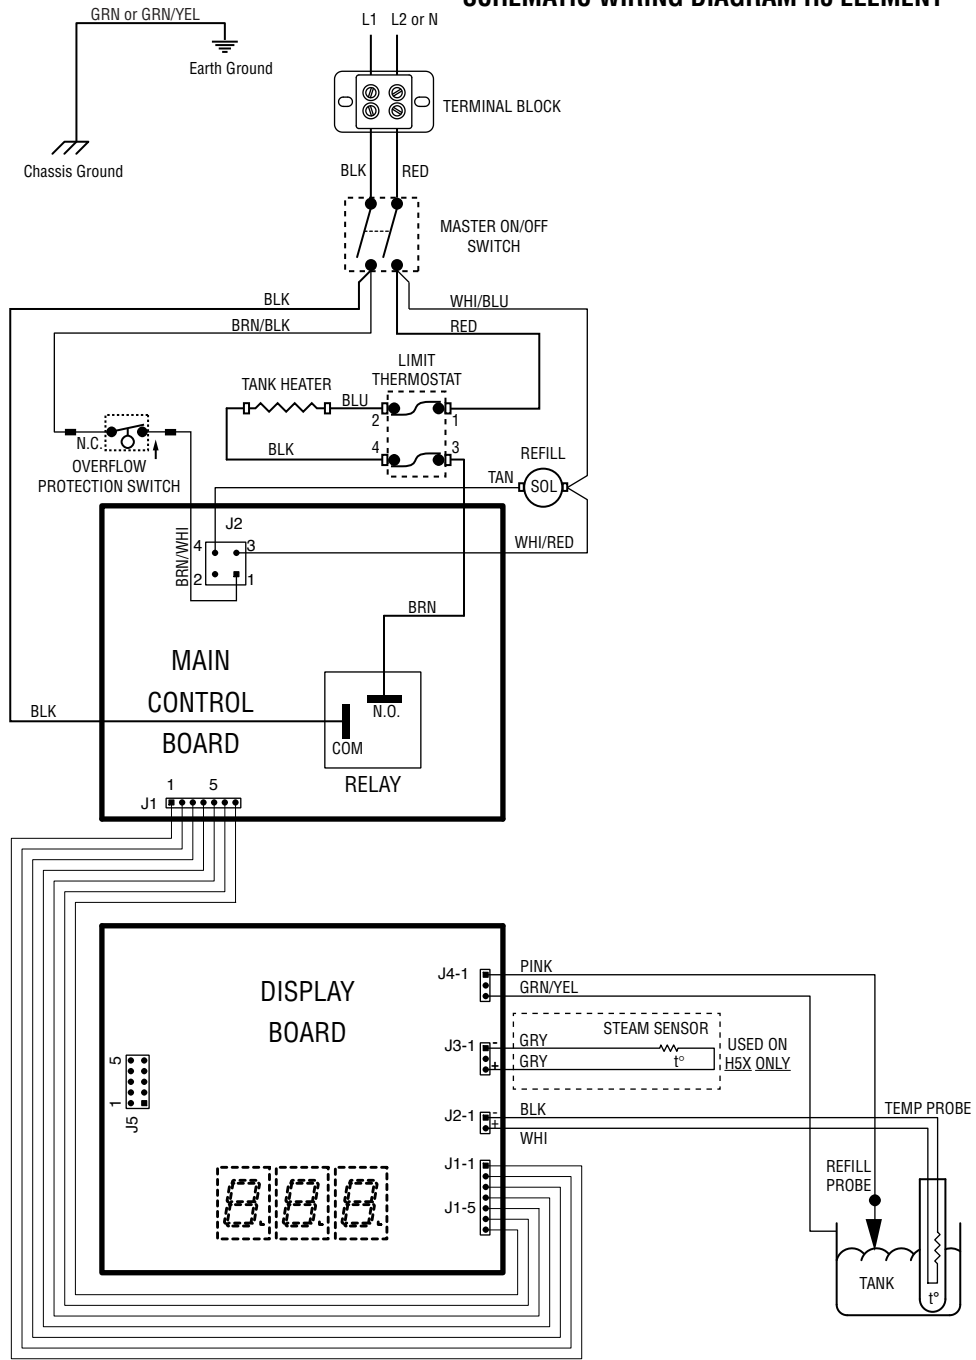 SCHEMATIC WIRING DIAGRAM H5 ELEMENT
GRN or GRN/YEL
Earth Ground
Chassis Ground
L1 L2 or N
TERMINAL BLOCK
BLK RED
MASTER ON/OFF
SWITCH
BLK
WHI/BLU
BRN/BLK
RED
LIMIT
THERMOSTAT
TANK HEATER
BLU
2 1
BLK
4 3
N.C.
OVERFLOW
PROTECTION SWITCH
REFILL
TAN
SOL
J2
4 3
2 1
BRN/WHI
WHI/RED
BRN
MAIN
CONTROL
BOARD
BLK
N.O.
COM
RELAY
1 5
J1
DISPLAY
BOARD
J4-1
PINK
GRN/YEL
STEAM SENSOR
J3-1 - GRY
+ GRY
t°
USED ON
H5X ONLY
5
1
J5
J2-1 - BLK
+
WHI
TEMP PROBE
J1-1
J1-5
8.8.8.
REFILL
PROBE
TANK
t°